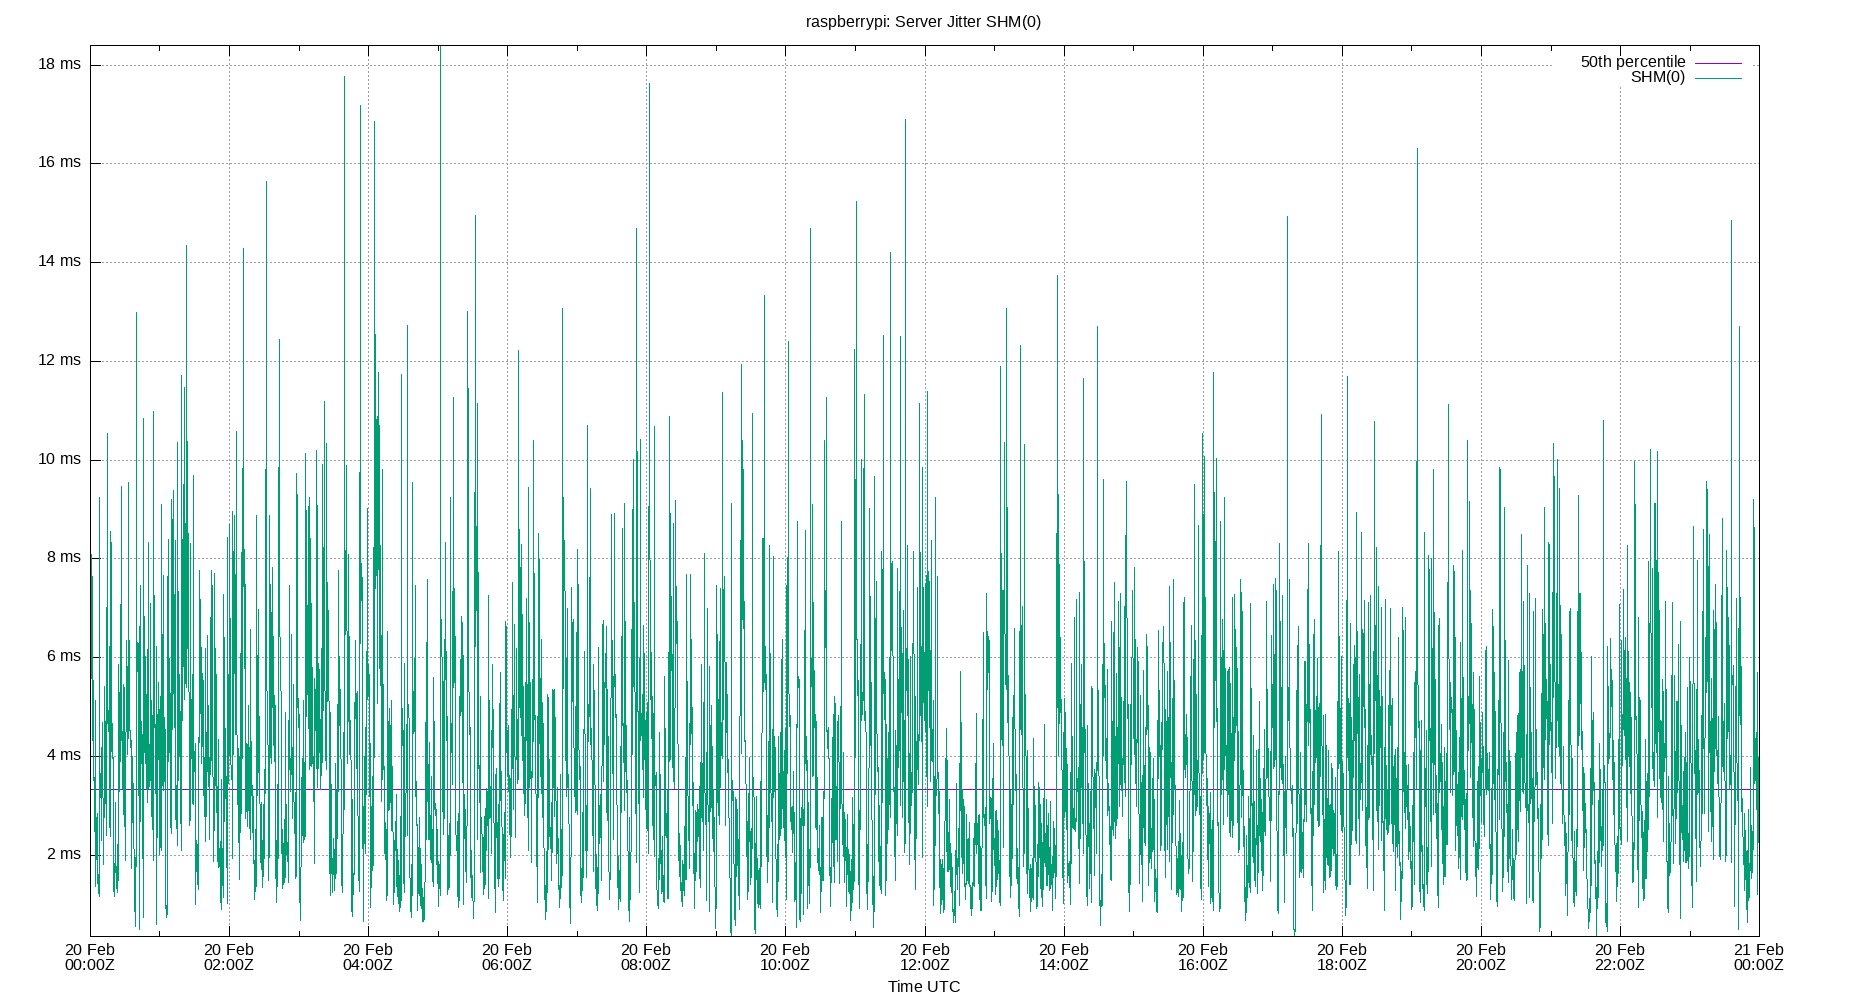 raspberrypi: Server Jitter SHM(0)
50th percentile
SHM(0)
18 ms
16 ms
14 ms
12 ms
10 ms
8 ms
6 ms
4 ms
2 ms
20 Feb 20 Feb 20 Feb 20 Feb 20 Feb 20 Feb 20 Feb 20 Feb 20 Feb 20 Feb 20 Feb 20 Feb 21 Feb
00:00Z 02:00Z 04:00Z 06:00Z 08:00Z 10:00Z 12:00Z 14:00Z 16:00Z 18:00Z 20:00Z 22:00Z 00:00Z
Time UTC